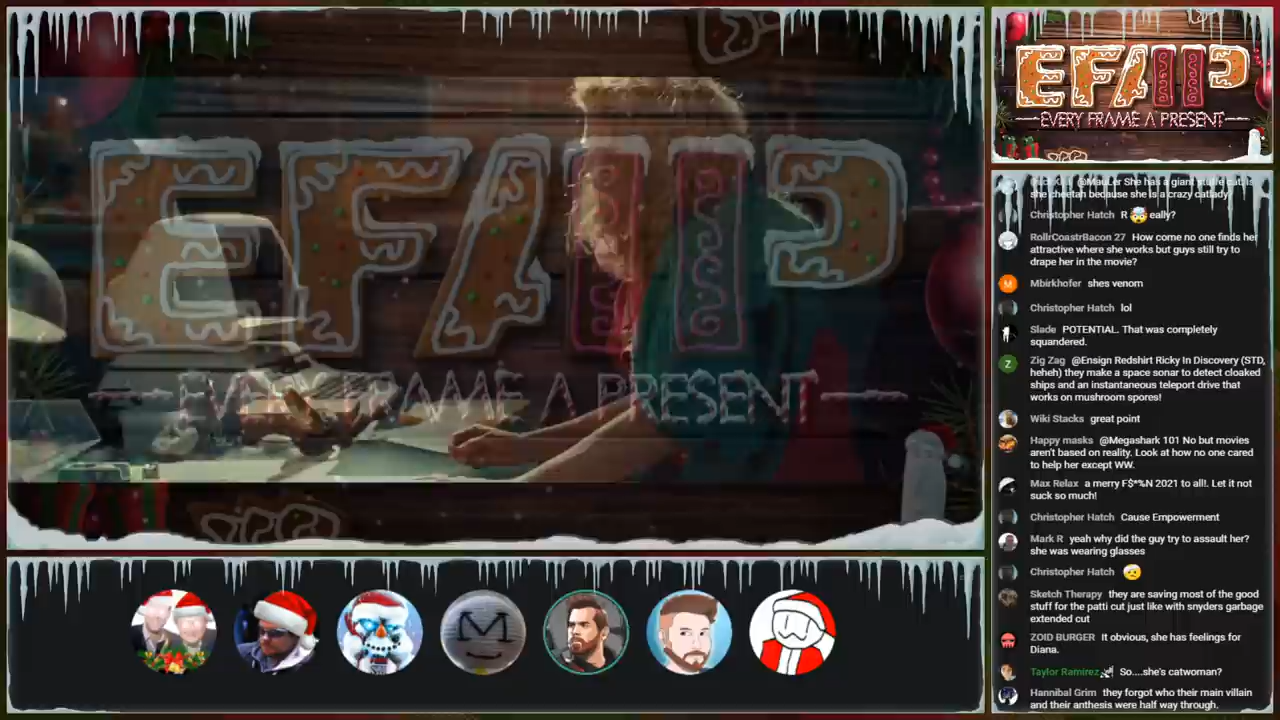 EFAP
EVERY FRAME A PRESENT
EFAP
EVERY FRAME A PRESENT
she cheetah because she is a crazy catlady
Christopher Hatch R 🤯 eally?
RollrCoastrBacon 27 How come no one finds her
attractive where she works but guys still try to
drape her in the movie?
Mbirkhofer shes venom
Christopher Hatch lol
Slade POTENTIAL. That was completely
squandered.
Zig Zag @Ensign Redshirt Ricky In Discovery (STD,
heheh) they make a space sonar to detect cloaked
ships and an instantaneous teleport drive that
works on mushroom spores!
Wiki Stacks great point
Happy masks @Megashark 101 No but movies
aren't based on reality. Look at how no one cared
to help her except WW.
Max Relax a merry F$*%N 2021 to all!. Let it not
suck so much!
Christopher Hatch Cause Empowerment
Mark R yeah why did the guy try to assault her?
she was wearing glasses
Christopher Hatch 🤕
Sketch Therapy they are saving most of the good
stuff for the patti cut just like with snyders garbage
extended cut
ZOID BURGER It obvious, she has feelings for
Diana.
Taylor Ramirez So....she's catwoman?
Hannibal Grim they forgot who their main villain
and their anthesis were half way through.
M
Z